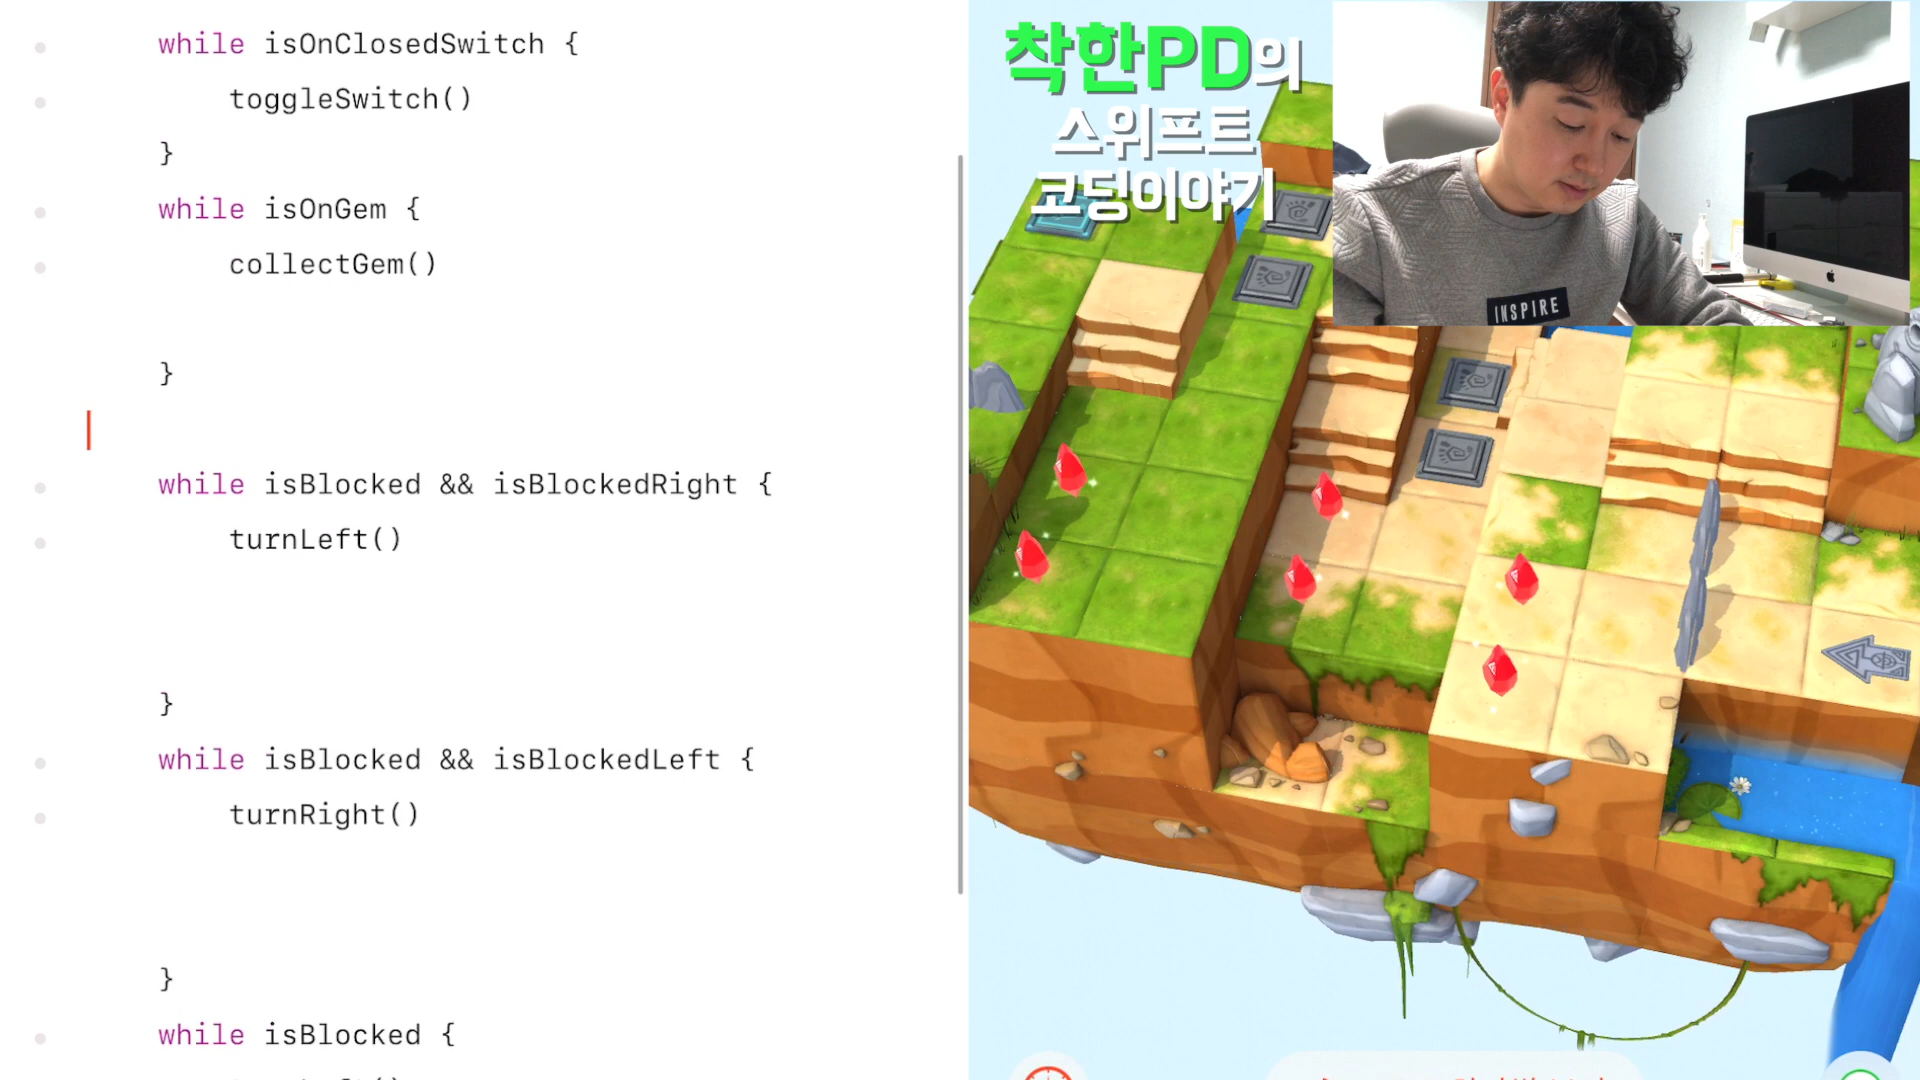 while isOnClosedSwitch {
toggleSwitch()
}
while isOnGem {
collectGem()
}
while isBlocked && isBlockedRight {
turnLeft()
}
while isBlocked && isBlockedLeft {
turnRight()
}
while isBlocked {
착한PD의
스위프트
코딩이야기
INSPIRE